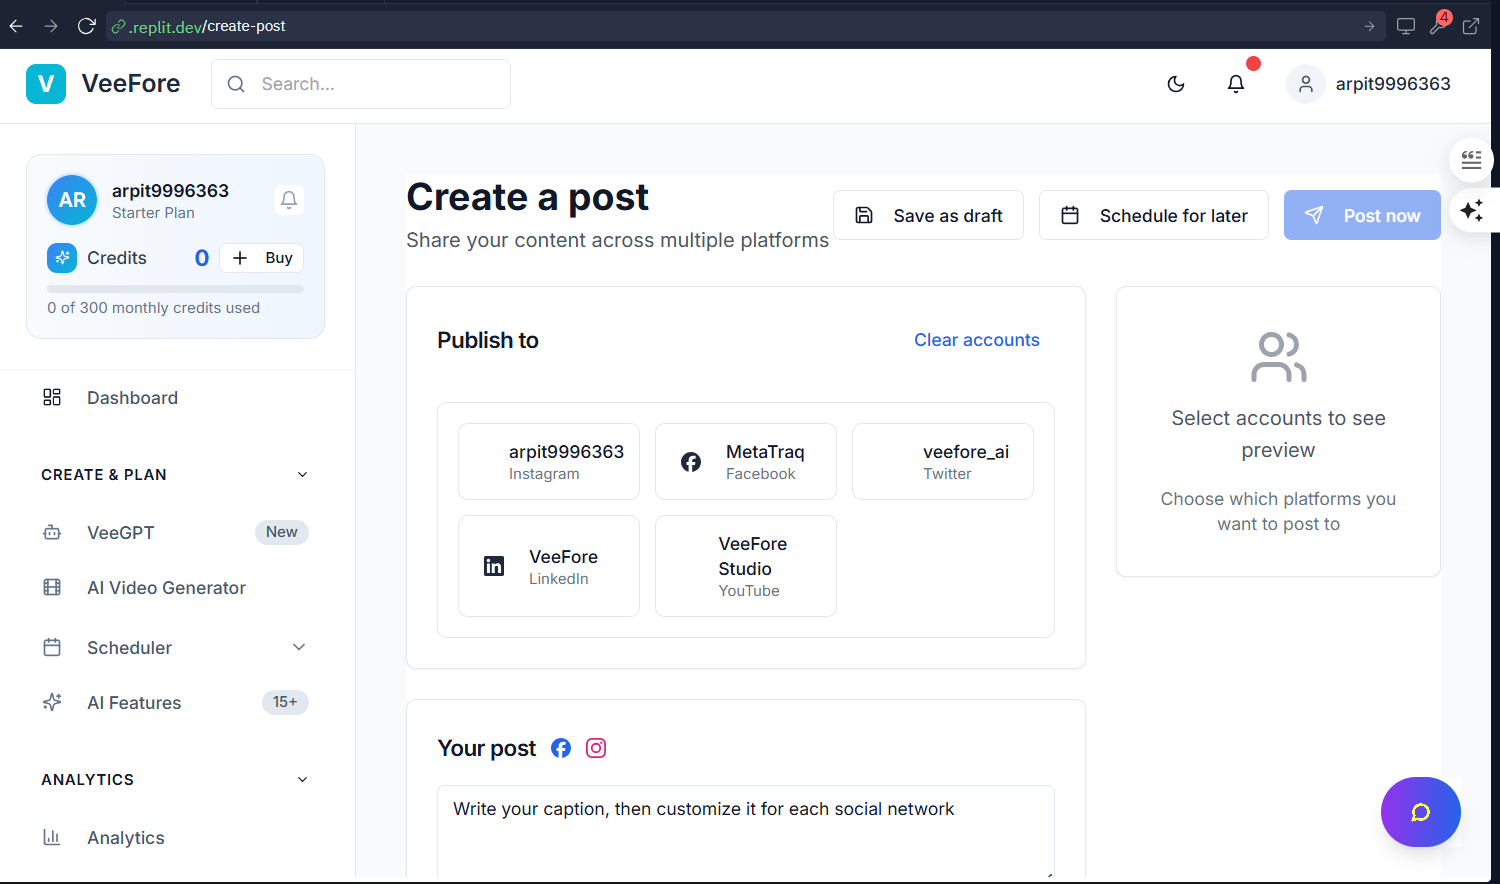 .replit.dev/create-post
4
V
VeeFore
Search...
arpit9996363
AR
arpit9996363
Starter Plan
Credits
0
Buy
0 of 300 monthly credits used
Dashboard
CREATE & PLAN
VeeGPT
New
AI Video Generator
Scheduler
AI Features
15+
ANALYTICS
Analytics
Create a post
Share your content across multiple platforms
Save as draft
Schedule for later
Post now
Publish to
Clear accounts
arpit9996363
Instagram
MetaTraq
Facebook
veefore_ai
Twitter
VeeFore
LinkedIn
VeeFore
Studio
YouTube
Select accounts to see
preview
Choose which platforms you
want to post to
Your post
Write your caption, then customize it for each social network